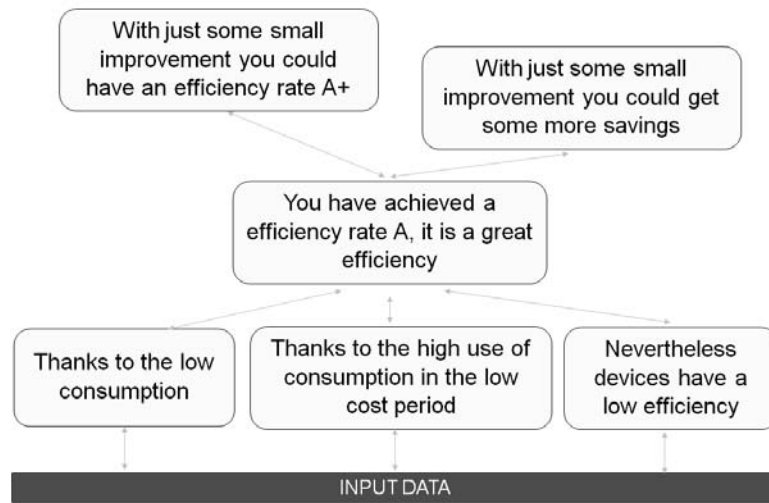 With just some small
improvement you could
have an efficiency rate A+
With just some small
improvement you could get
some more savings
You have achieved a
efficiency rate A, it is a great
efficiency
Thanks to the low
consumption
Thanks to the high use of
consumption in the low
cost period
Nevertheless
devices have a
low efficiency
INPUT DATA